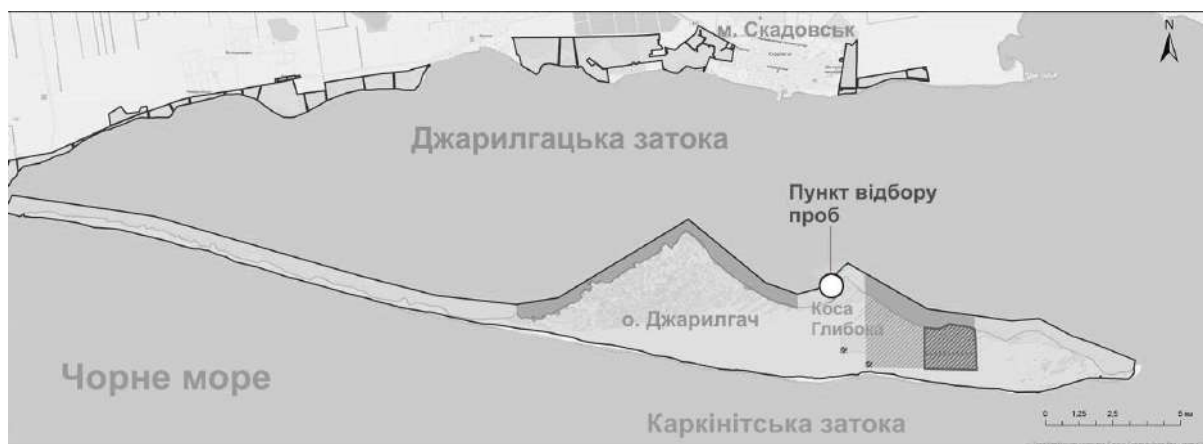 м. Скадовськ
N
Джарилгацька затока
Пункт відбору
проб
Коса
Глибока
о. Джарилгач
Чорне море
Каркінітська затока
0 1,25 2,5 5 км